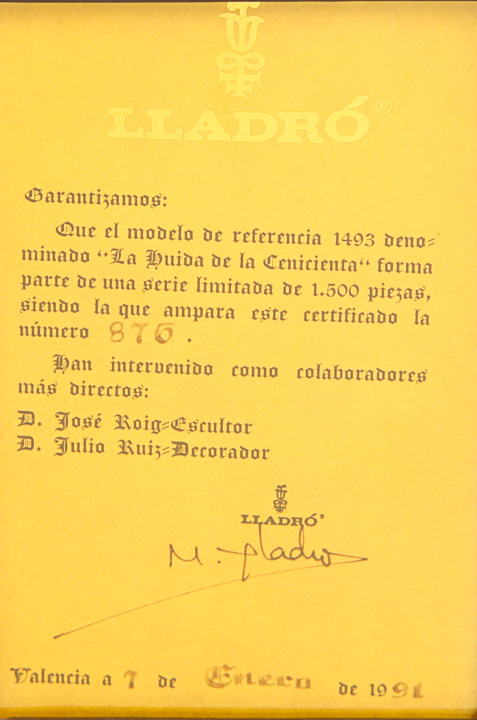 LLADRÓ®
Garantizamos:
Que el modelo de referencia 1493 deno=
minado “La Huida de la Cenicienta“ forma
parte de una serie limitada de 1.500 piezas,
siendo la que ampara este certificado la
número 876.
Han intervenido como colaboradores
más directos:
D. José Roig=Escultor
D. Julio Ruiz=Decorador
LLADRÓ
M. Lladro
Valencia a 7 de Enero de 1991